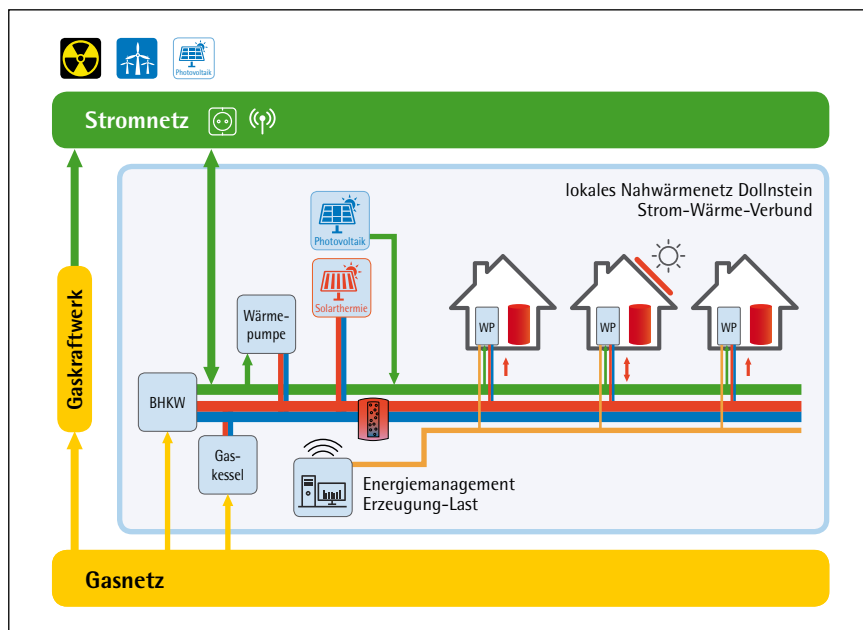 Photovoltaik
Stromnetz
lokales Nahwärmenetz Dollnstein
Strom-Wärme-Verbund
Photovoltaik
Solarthermie
Wärme-
pumpe
WP
WP
WP
Gaskraftwerk
BHKW
Gas-
kessel
Energiemanagement
Erzeugung-Last
Gasnetz